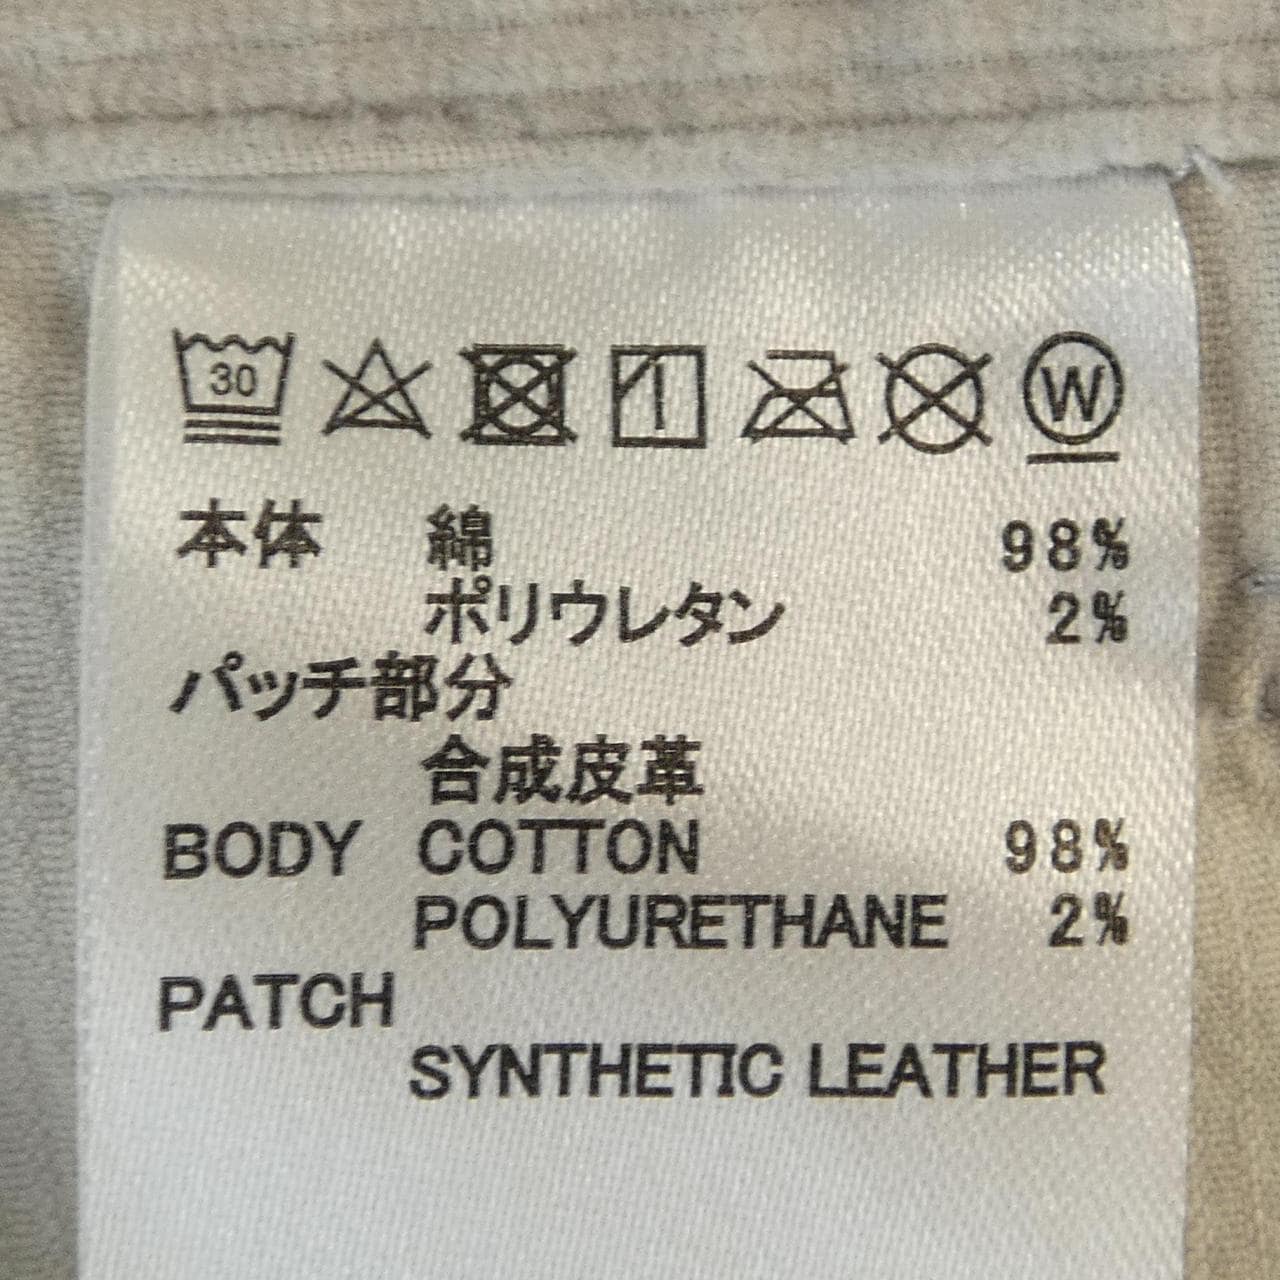 30 W
本体 綿 98%
ポリウレタン 2%
パッチ部分
合成皮革
BODY COTTON 98%
POLYURETHANE 2%
PATCH
SYNTHETIC LEATHER